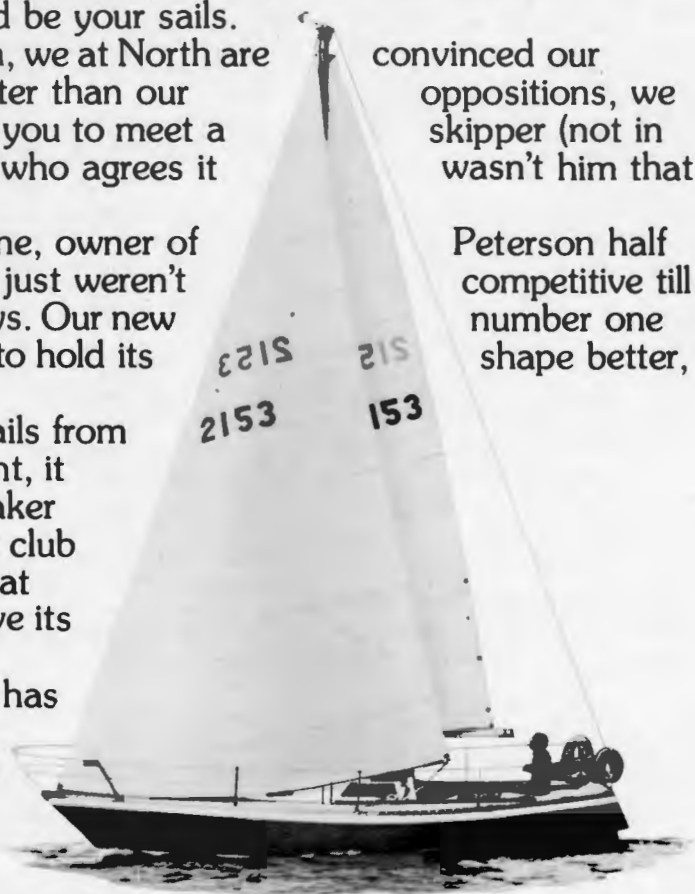 d be your sails.
n, we at North are convinced our
ter than our oppositions, we
you to meet a skipper (not in
who agrees it wasn't him that
ne, owner of Peterson half
just weren't competitive till
ws. Our new number one
to hold its shape better,
2153 215
2153 153
ails from
nt, it
aker
club
at
ve its
has